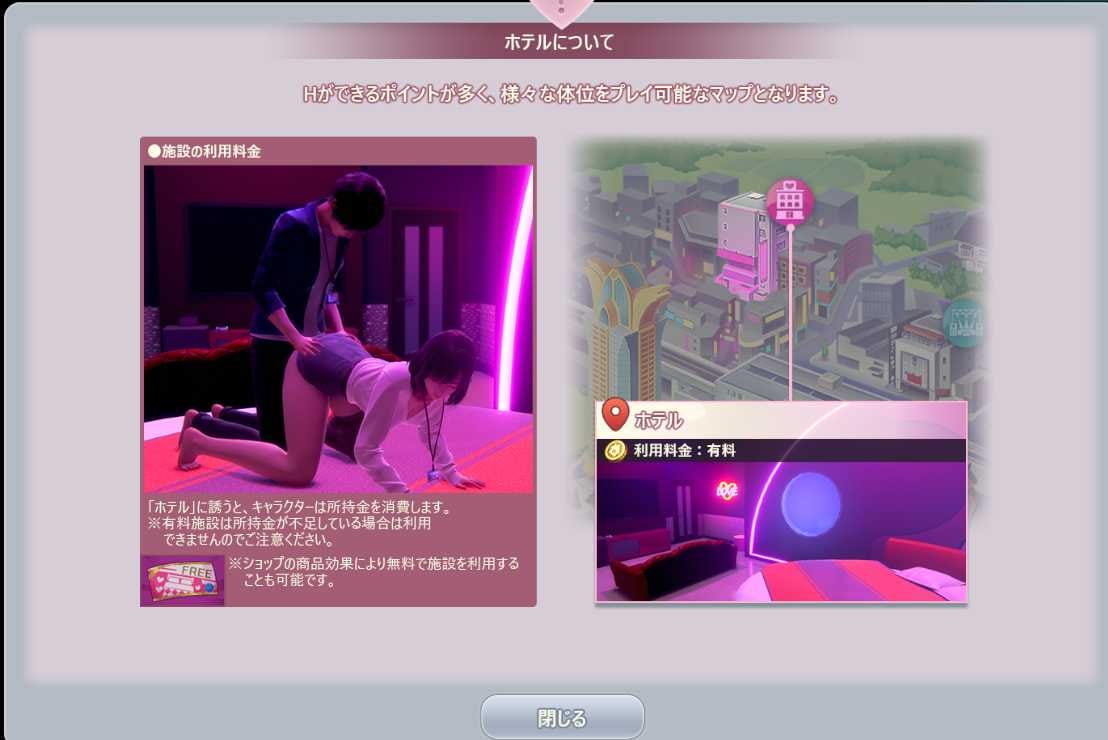 ホテルについて
Hができるポイントが多く、様々な体位をプレイ可能なマップとなります。
●施設の利用料金
「ホテル」に誘うと、キャラクターは所持金を消費します。
※有料施設は所持金が不足している場合は利用
できませんのでご注意ください。
FREE
※ショップの商品効果により無料で施設を利用する
ことも可能です。
ホテル
利用料金：有料
LOVE
閉じる